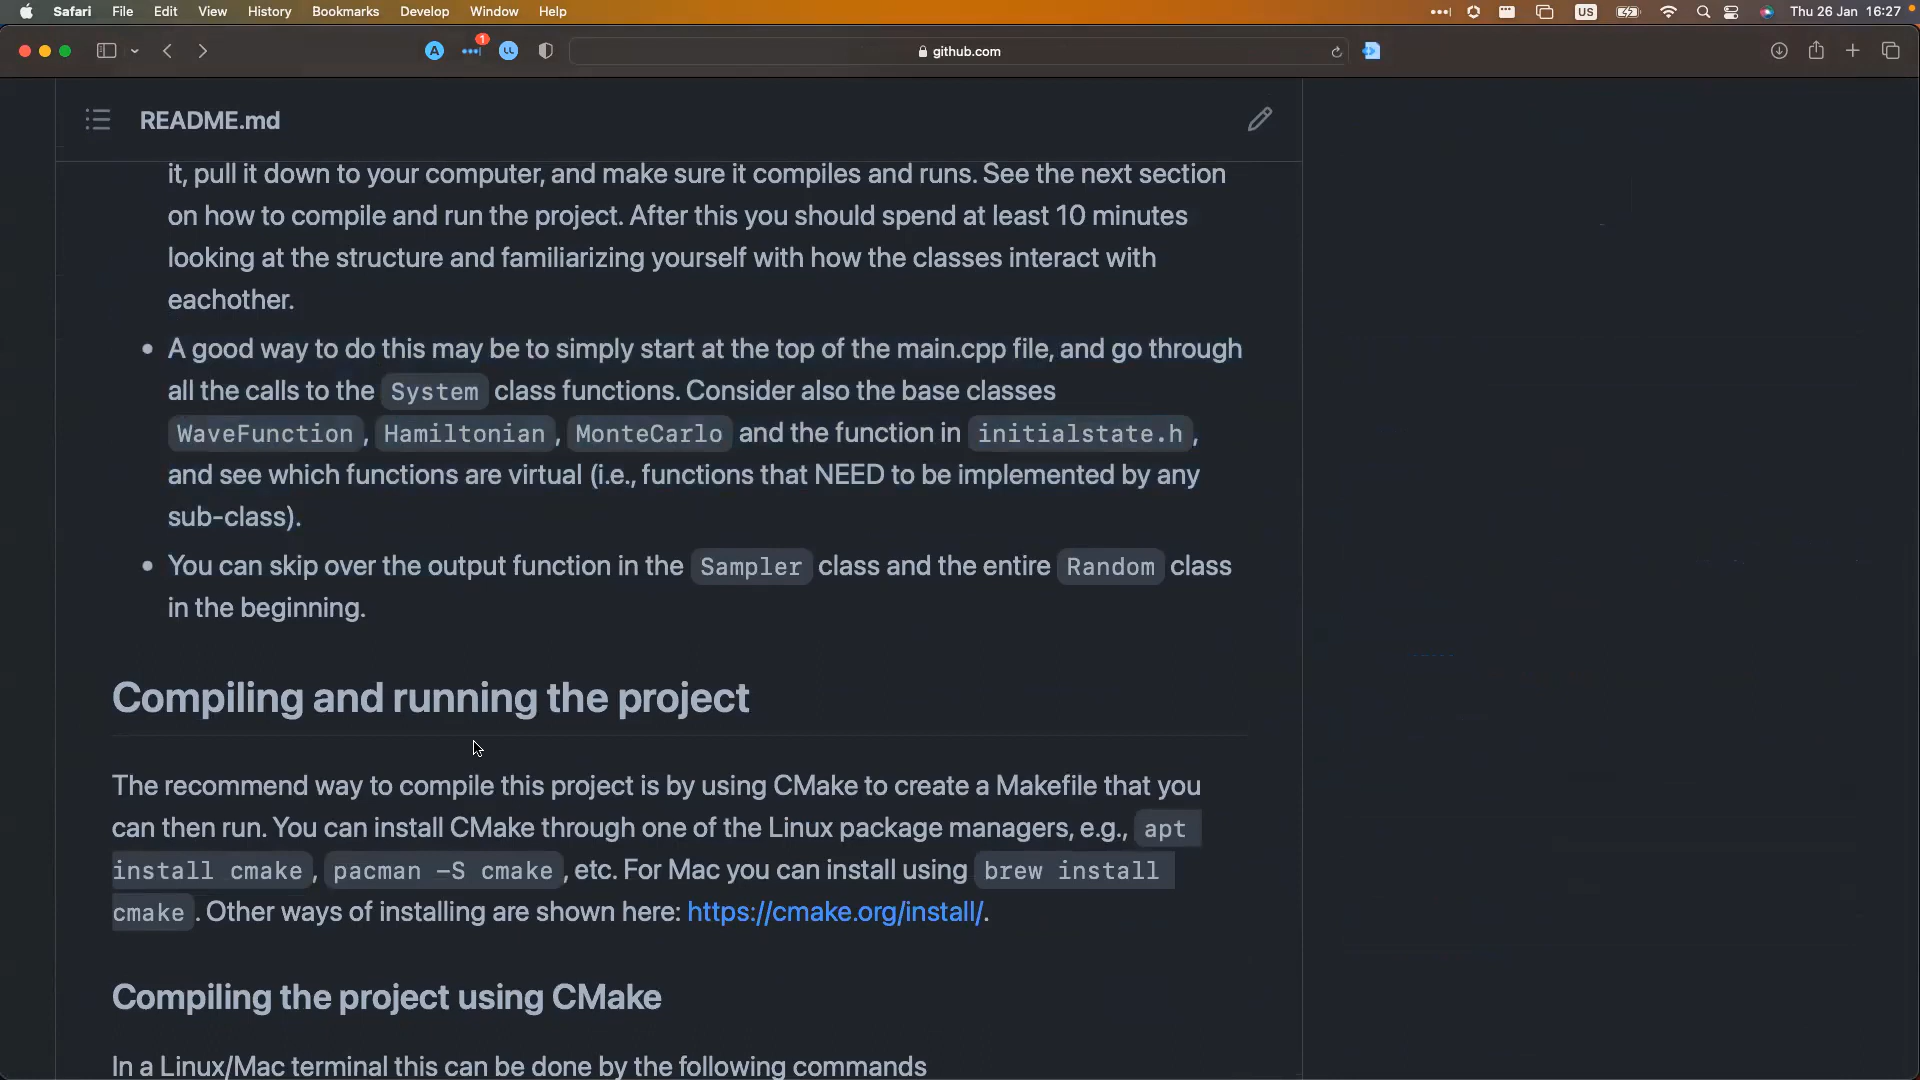 Safari File Edit View History Bookmarks Develop Window Help US Thu 26 Jan 16:27
A 1 github.com
README.md
it, pull it down to your computer, and make sure it compiles and runs. See the next section
on how to compile and run the project. After this you should spend at least 10 minutes
looking at the structure and familiarizing yourself with how the classes interact with
eachother.
• A good way to do this may be to simply start at the top of the main.cpp file, and go through
all the calls to the System class functions. Consider also the base classes
WaveFunction, Hamiltonian, MonteCarlo and the function in initialstate.h,
and see which functions are virtual (i.e., functions that NEED to be implemented by any
sub-class).
• You can skip over the output function in the Sampler class and the entire Random class
in the beginning.
Compiling and running the project
The recommend way to compile this project is by using CMake to create a Makefile that you
can then run. You can install CMake through one of the Linux package managers, e.g., apt
install cmake, pacman -S cmake, etc. For Mac you can install using brew install
cmake. Other ways of installing are shown here: https://cmake.org/install/.
Compiling the project using CMake
In a Linux/Mac terminal this can be done by the following commands